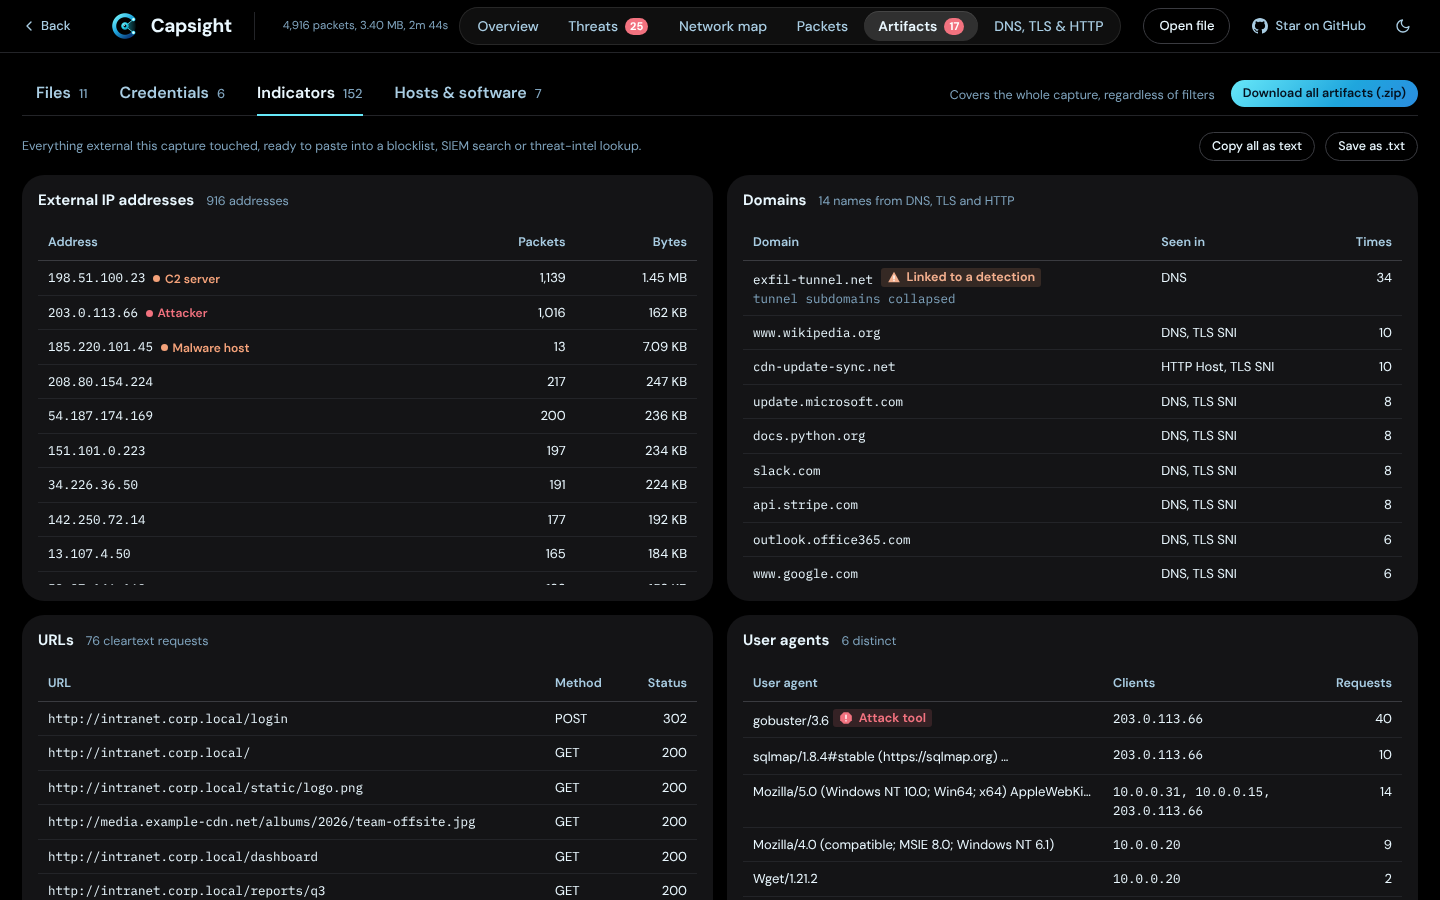 Back
Capsight
4,916 packets, 3.40 MB, 2m 44s
Overview
Threats 25
Network map
Packets
Artifacts 17
DNS, TLS & HTTP
Open file
Star on GitHub
Files 11
Credentials 6
Indicators 152
Hosts & software 7
Covers the whole capture, regardless of filters
Download all artifacts (.zip)
Everything external this capture touched, ready to paste into a blocklist, SIEM search or threat-intel lookup.
Copy all as text
Save as .txt
External IP addresses 916 addresses
Address Packets Bytes
198.51.100.23 C2 server 1,139 1.45 MB
203.0.113.66 Attacker 1,016 162 KB
185.220.101.45 Malware host 13 7.09 KB
208.80.154.224 217 247 KB
54.187.174.169 200 236 KB
151.101.0.223 197 234 KB
34.226.36.50 191 224 KB
142.250.72.14 177 192 KB
13.107.4.50 165 184 KB
Domains 14 names from DNS, TLS and HTTP
Domain Seen in Times
exfil-tunnel.net Linked to a detection DNS 34
tunnel subdomains collapsed
www.wikipedia.org DNS, TLS SNI 10
cdn-update-sync.net HTTP Host, TLS SNI 10
update.microsoft.com DNS, TLS SNI 8
docs.python.org DNS, TLS SNI 8
slack.com DNS, TLS SNI 8
api.stripe.com DNS, TLS SNI 8
outlook.office365.com DNS, TLS SNI 6
www.google.com DNS, TLS SNI 6
URLs 76 cleartext requests
URL Method Status
http://intranet.corp.local/login POST 302
http://intranet.corp.local/ GET 200
http://intranet.corp.local/static/logo.png GET 200
http://media.example-cdn.net/albums/2026/team-offsite.jpg GET 200
http://intranet.corp.local/dashboard GET 200
http://intranet.corp.local/reports/q3 GET 200
User agents 6 distinct
User agent Clients Requests
gobuster/3.6 Attack tool 203.0.113.66 40
sqlmap/1.8.4#stable (https://sqlmap.org) … 203.0.113.66 10
Mozilla/5.0 (Windows NT 10.0; Win64; x64) AppleWebKi… 10.0.0.31, 10.0.0.15, 14
203.0.113.66
Mozilla/4.0 (compatible; MSIE 8.0; Windows NT 6.1) 10.0.0.20 9
Wget/1.21.2 10.0.0.20 2